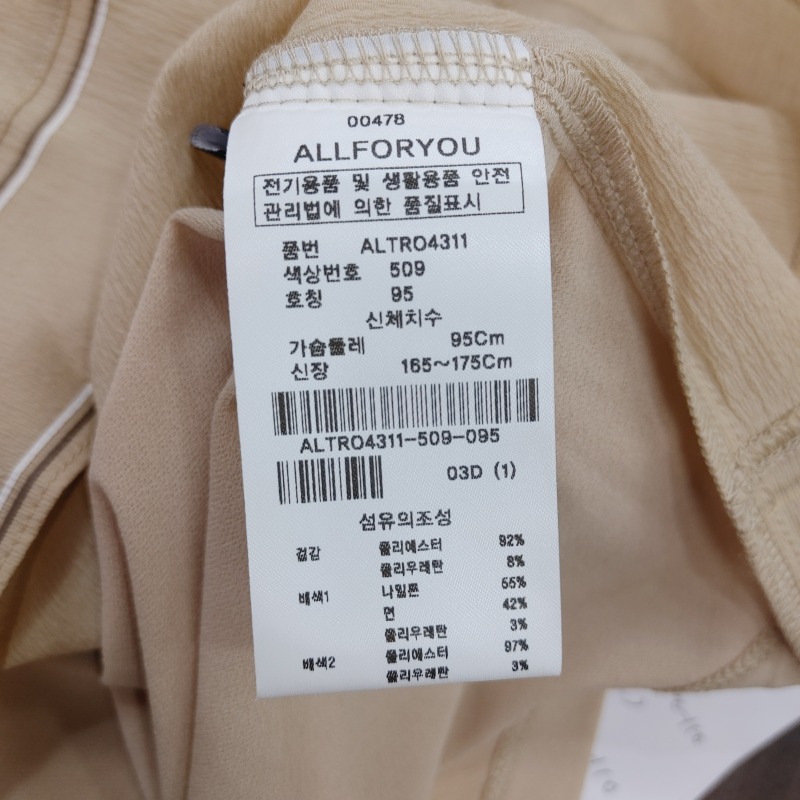 00478
ALLFORYOU
전기용품 및 생활용품 안전
관리법에 의한 품질표시
품번 ALTRO4311
색상번호 509
호칭 95
신체치수
가슴둘레 95Cm
신장 165~175Cm
ALTRO4311-509-095
03D (1)
섬유의조성
겉감 폴리에스터 92%
폴리우레탄 8%
배색1 나일론 55%
면 42%
폴리우레탄 3%
배색2 폴리에스터 97%
폴리우레탄 3%